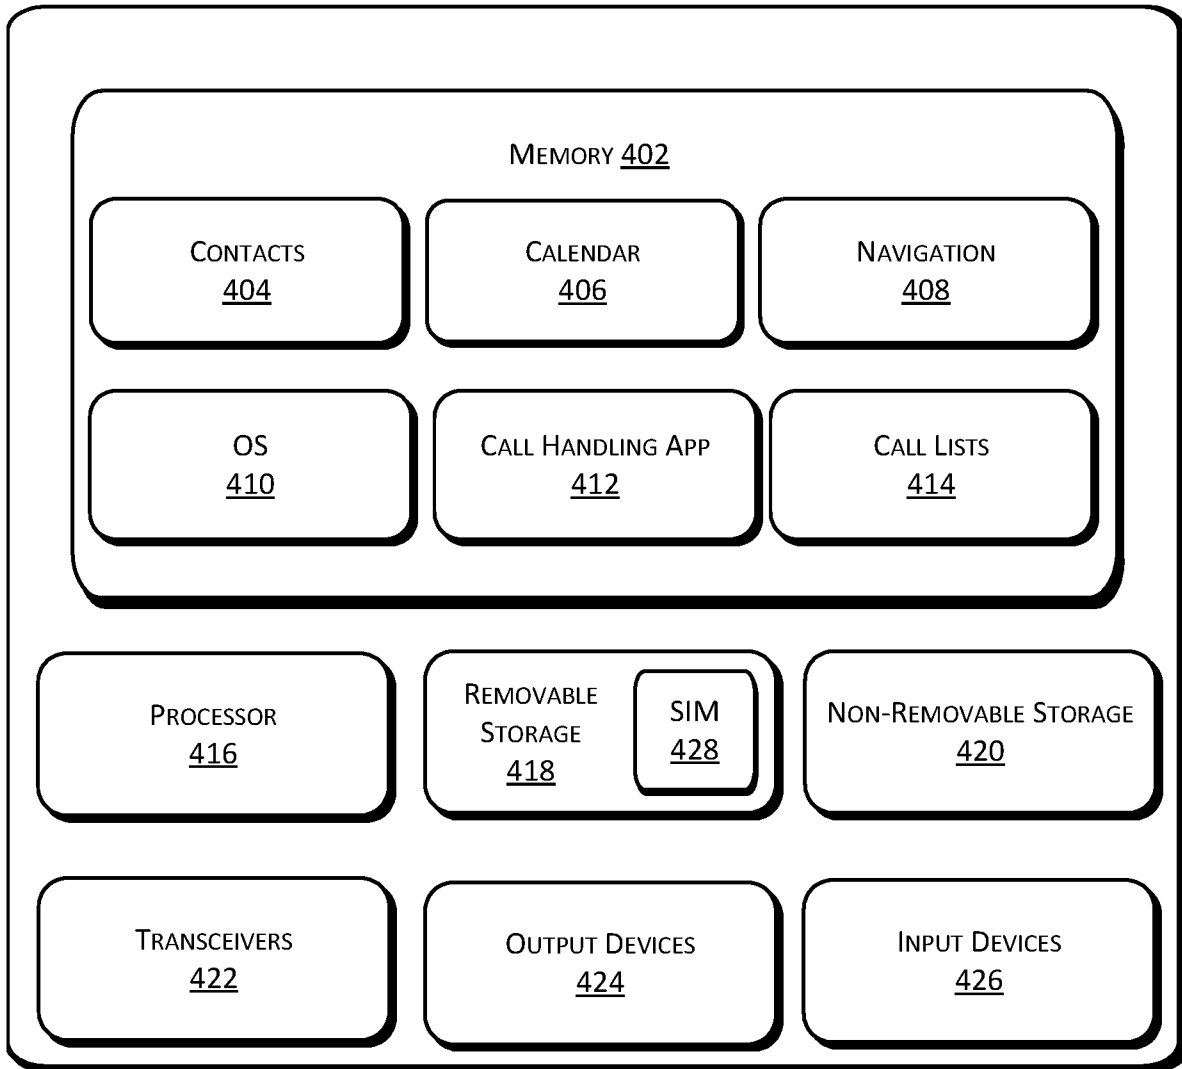 MEMORY 402
CONTACTS
404
CALENDAR
406
NAVIGATION
408
OS
410
CALL HANDLING APP
412
CALL LISTS
414
PROCESSOR
416
REMOVABLE
STORAGE
418
SIM
428
NON-REMOVABLE STORAGE
420
TRANSCEIVERS
422
OUTPUT DEVICES
424
INPUT DEVICES
426